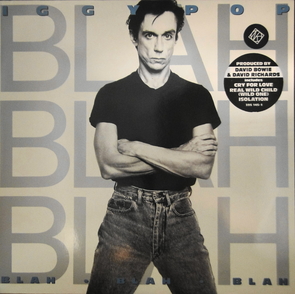 IGGY POP
BLAH
BLAH
BLAH
BLAH · BLAH · BLAH
PRODUCED BY
DAVID BOWIE
& DAVID RICHARDS
includes
CRY FOR LOVE
REAL WILD CHILD
(WILD ONE)
ISOLATION